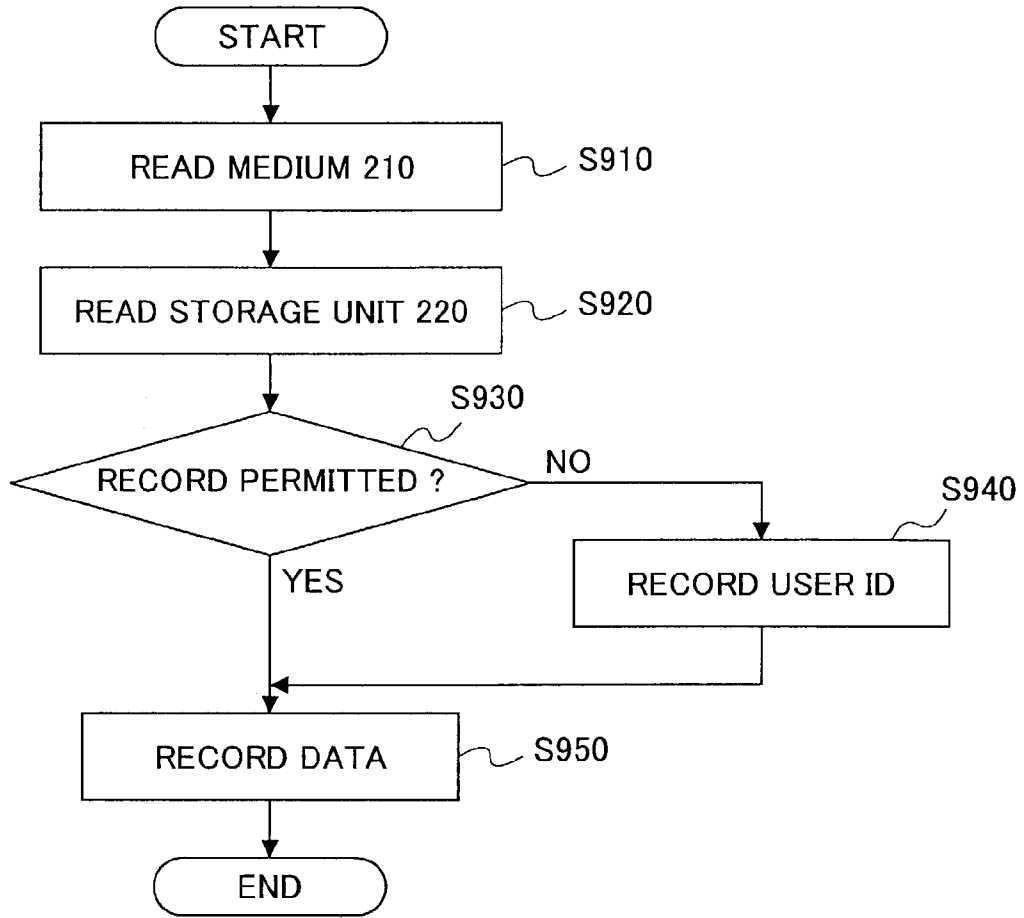 START
READ MEDIUM 210
S910
READ STORAGE UNIT 220
S920
S930
RECORD PERMITTED ?
NO
S940
YES
RECORD USER ID
RECORD DATA
S950
END